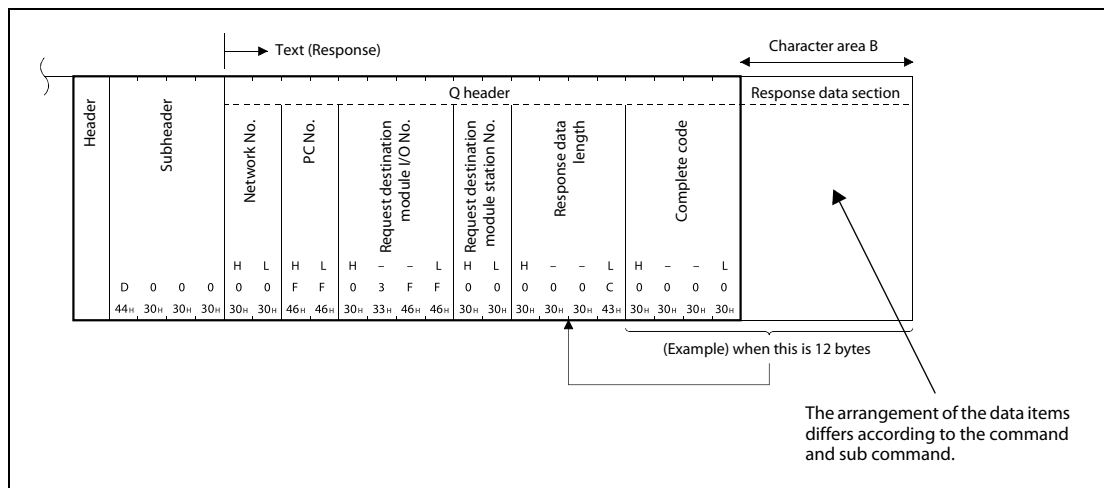 Text (Response)
Character area B
Q header
Response data section
Header
Subheader
Network No.
PC No.
Request destination
module I/O No.
Request destination
module station No.
Response data
length
Complete code
H L H L H – – L H L H – – L H – – L
D 0 0 0 0 0 F F 0 3 F F 0 0 0 0 0 C 0 0 0 0
44H 30H 30H 30H 30H 30H 46H 46H 30H 33H 46H 46H 30H 30H 30H 30H 30H 43H 30H 30H 30H 30H
(Example) when this is 12 bytes
The arrangement of the data items
differs according to the command
and sub command.